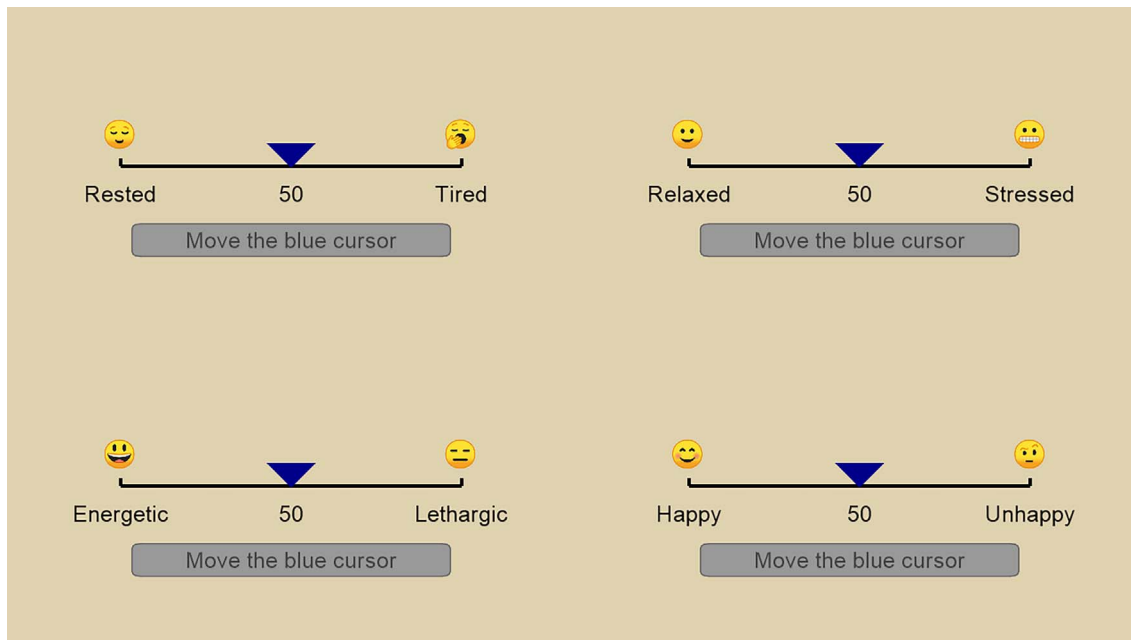 Rested 50 Tired
Move the blue cursor
Relaxed 50 Stressed
Move the blue cursor
Energetic 50 Lethargic
Move the blue cursor
Happy 50 Unhappy
Move the blue cursor